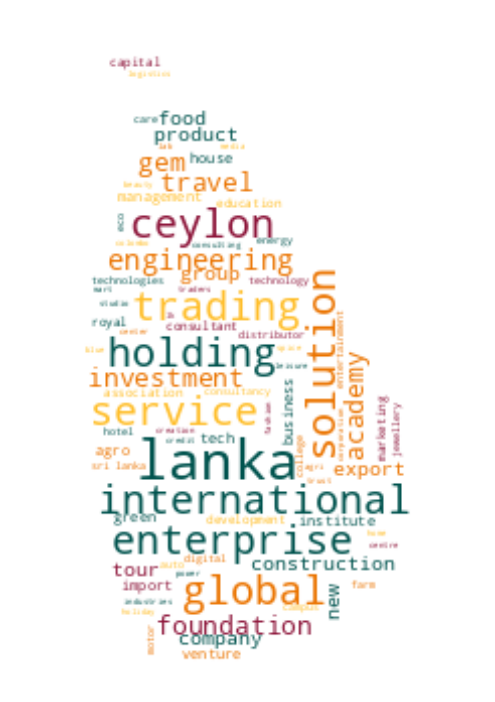 capital
logistics
care food
product
lab media
gem house
beauty travel
management education
eco ceylon
colombo consulting energy
engineering
group
technologies technology
mart traders
studio trading
la
royal consultant
center distributor
blue holding space
leisure
investment
association consultancy
service
solution
entertainment
academy
business
fashion
marketing
jewellery
corporation
college
hotel creation
credit tech
agro lanka
sri lanka agri export
trust
international
green development institute
enterprise home
centre
digital construction
tour auto power
import global farm
new
industries campus
holiday
foundation
motor company
venture